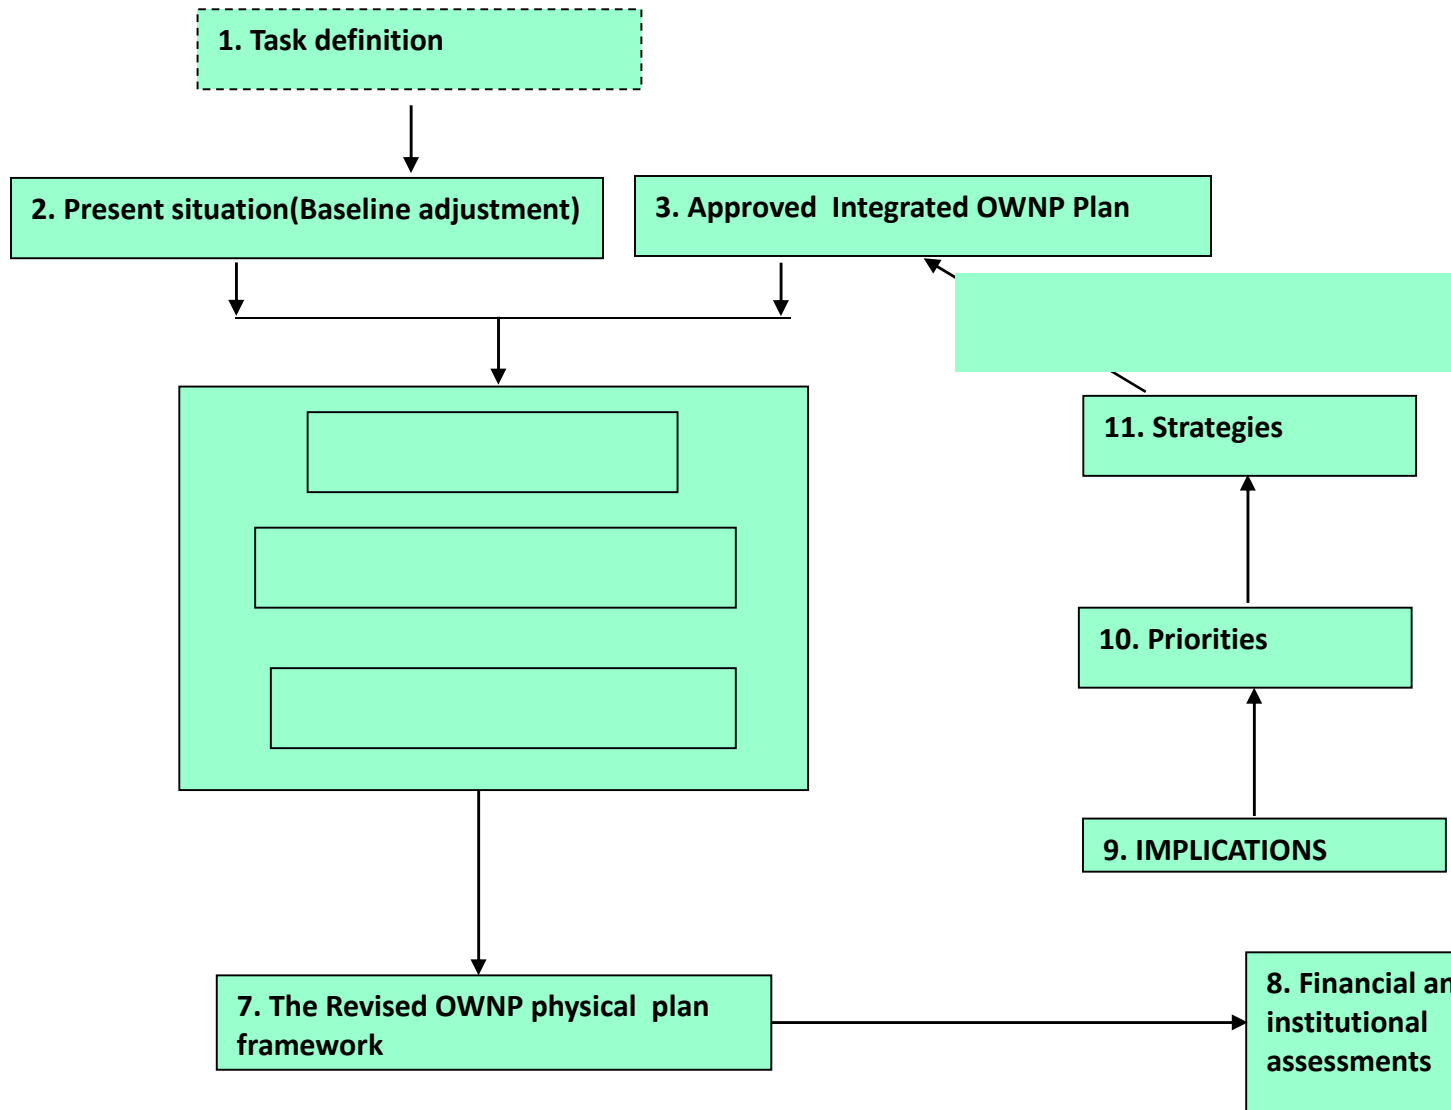 1. Task definition
2. Present situation(Baseline adjustment)
3. Approved  Integrated OWNP Plan
11. Strategies
10. Priorities
9. IMPLICATIONS
7. The Revised OWNP physical  plan
framework
8. Financial an
institutional
assessments